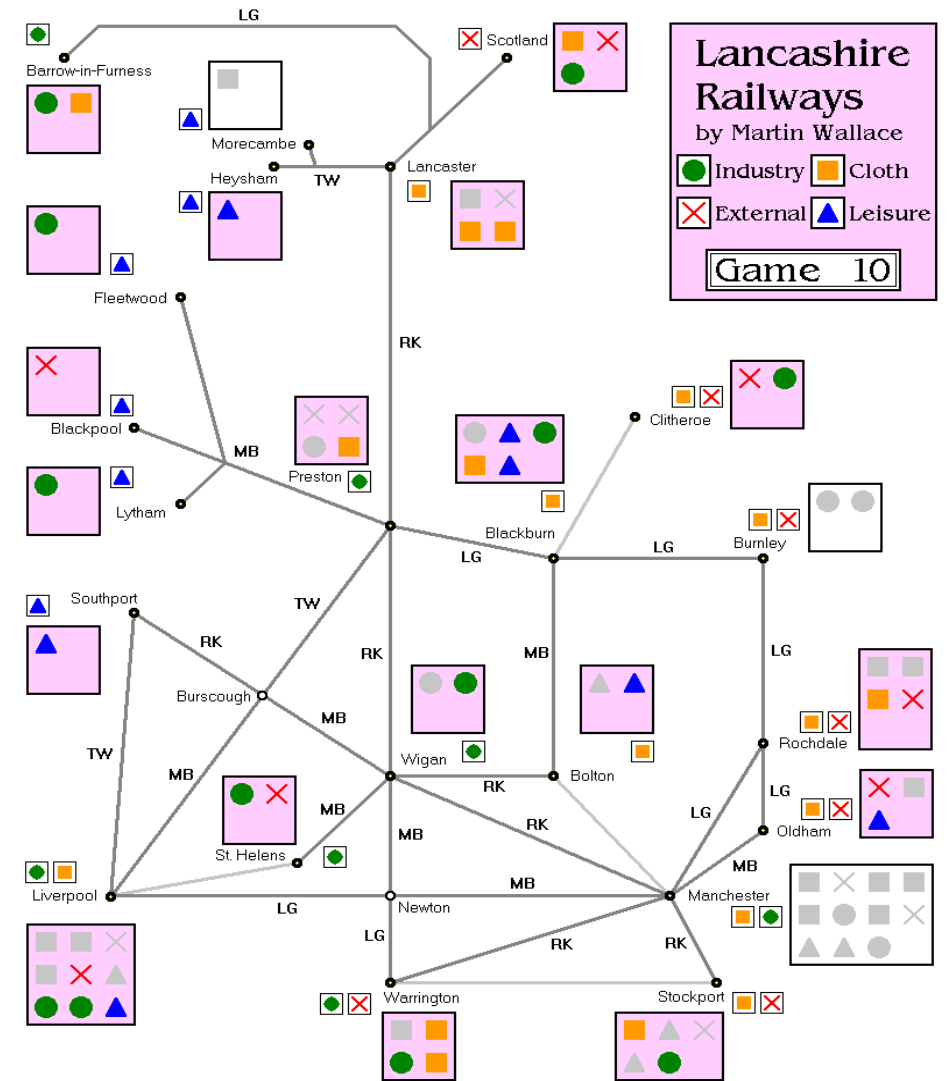 LG
Scotland
Barrow-in-Furness
Lancashire
Railways
by Martin Wallace
Industry Cloth
External Leisure
Game 10
Morecambe
Heysham
TW
Lancaster
Fleetwood
RK
Blackpool
MB
Preston
Clitheroe
Lytham
Blackburn
LG
LG
Burnley
Southport
TW
RK
RK
MB
LG
Burscough
MB
Rochdale
TW
MB
Wigan
RK
Bolton
MB
MB
RK
LG
LG
Oldham
St. Helens
MB
Liverpool
LG
Newton
MB
Manchester
LG
RK
RK
Warrington
Stockport